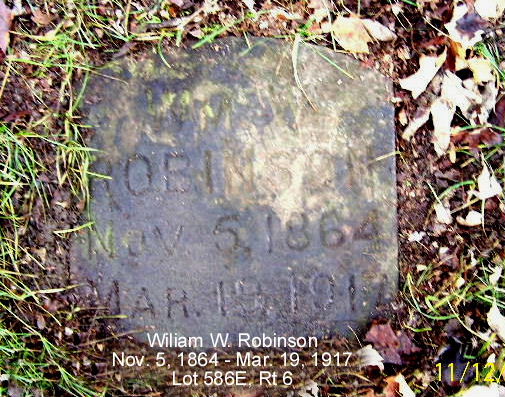 ROBINSON
Nov. 5, 1864
MAR. 19, 1917
Wiliam W. Robinson
Nov. 5, 1864 - Mar. 19, 1917
Lot 586E, Rt 6
11/12/